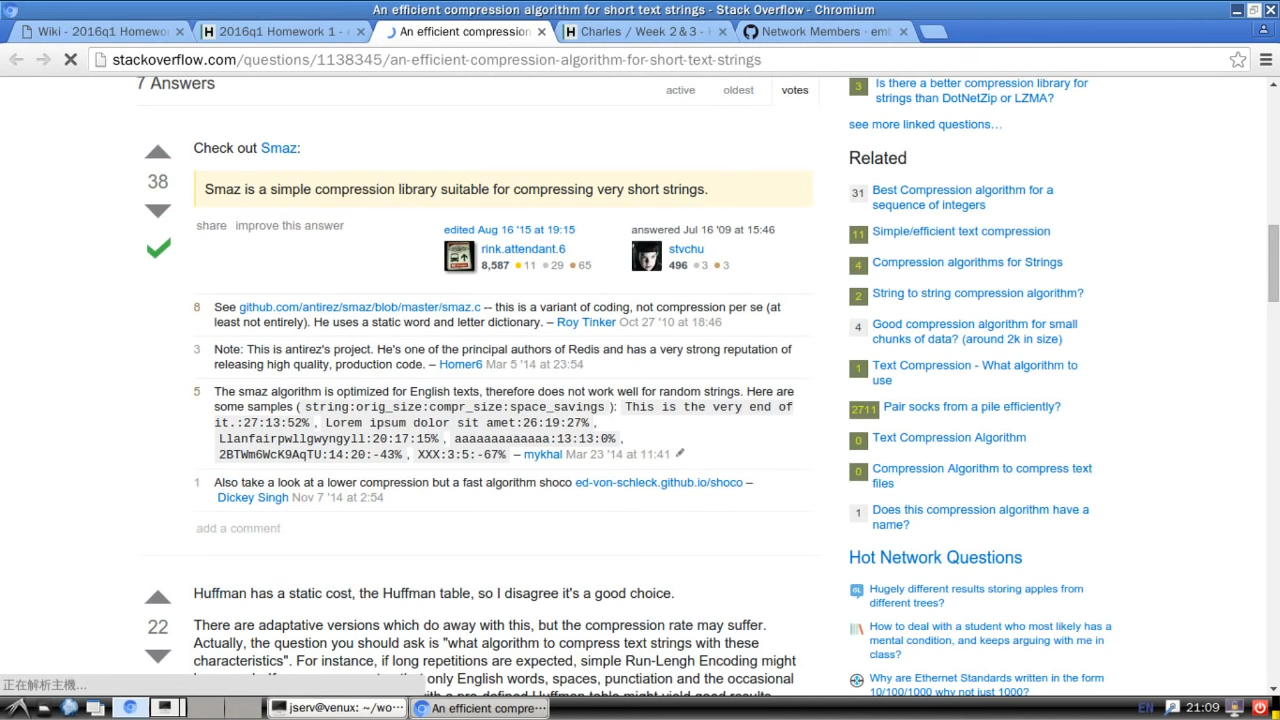 An efficient compression algorithm for short text strings - Stack Overflow - Chromium
Wiki - 2016q1 Homewor
2016q1 Homework 1 -
An efficient compression
Charles / Week 2 & 3 -
Network Members · em
stackoverflow.com/questions/1138345/an-efficient-compression-algorithm-for-short-text-strings
7 Answers
active oldest votes
38
Check out Smaz:
Smaz is a simple compression library suitable for compressing very short strings.
share improve this answer
edited Aug 16 '15 at 19:15
rink.attendant.6
8,587 11 29 65
answered Jul 16 '09 at 15:46
stvchu
496 3 3
8 See github.com/antirez/smaz/blob/master/smaz.c -- this is a variant of coding, not compression per se (at
least not entirely). He uses a static word and letter dictionary. – Roy Tinker Oct 27 '10 at 18:46
3 Note: This is antirez's project. He's one of the principal authors of Redis and has a very strong reputation of
releasing high quality, production code. – Homer6 Mar 5 '14 at 23:54
5 The smaz algorithm is optimized for English texts, therefore does not work well for random strings. Here are
some samples ( string:orig_size:compr_size:space_savings ): This is the very end of
it.:27:13:52% , Lorem ipsum dolor sit amet:26:19:27% ,
Llanfairpwllgwyngyll:20:17:15% , aaaaaaaaaaaaa:13:13:0% ,
2BTWm6WcK9AqTU:14:20:-43% , XXX:3:5:-67% – mykhal Mar 23 '14 at 11:41
1 Also take a lok at a lower compression but a fast algorithm shoco ed-von-schleck.github.io/shoco –
Dickey Singh Nov 7 '14 at 2:54
add a comment
22
Huffman has a static cost, the Huffman table, so I disagree it's a good choice.
There are adaptative versions which do away with this, but the compression rate may suffer.
Actually, the question you should ask is "what algorithm to compress text strings with these
characteristics". For instance, if long repetitions are expected, simple Run-Lengh Encoding might
only English words, spaces, punctiation and the occasional
with a pre-defined Huffman table might yield good results
3 Is there a better compression library for
strings than DotNetZip or LZMA?
see more linked questions…
Related
31 Best Compression algorithm for a
sequence of integers
11 Simple/efficient text compression
4 Compression algorithms for Strings
2 String to string compression algorithm?
4 Good compression algorithm for small
chunks of data? (around 2k in size)
1 Text Compression - What algorithm to
use
2711 Pair socks from a pile efficiently?
0 Text Compression Algorithm
0 Compression Algorithm to compress text
files
1 Does this compression algorithm have a
name?
Hot Network Questions
Hugely different results storing apples from
different trees?
How to deal with a student who most likely has a
mental condition, and keeps arguing with me in
class?
Why are Ethernet Standards written in the form
10/100/1000 why not just 1000?
正在解析主機…
jserv@venux: ~/wo···
An efficient compre···
EN
21:09